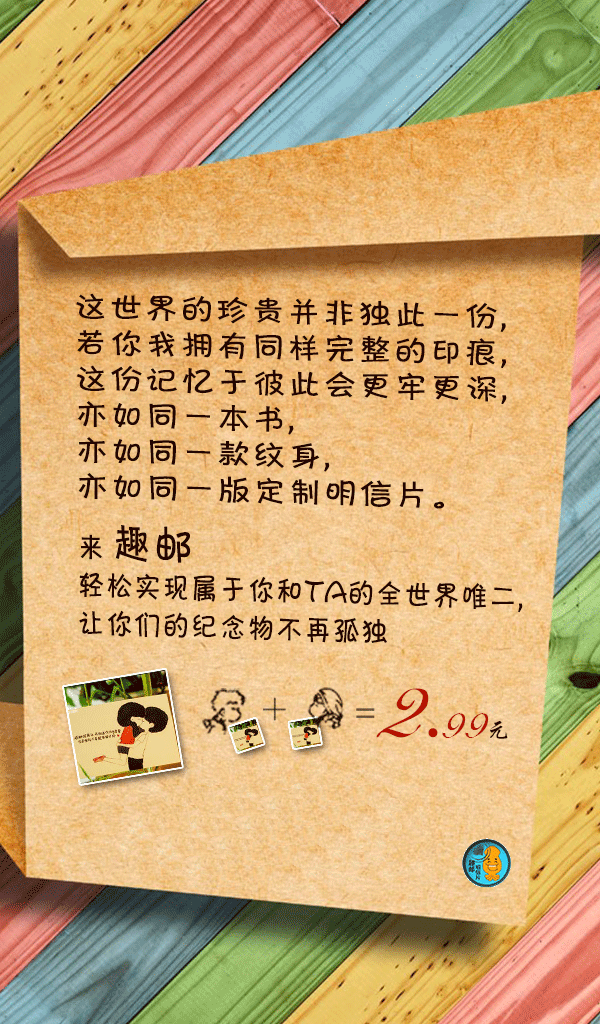 这世界的珍贵并非独此一份,
若你我拥有同样完整的印痕,
这份记忆于彼此会更牢更深,
亦如同一本书,
亦如同一款纹身,
亦如同一版定制明信片。
来 趣邮
轻松实现属于你和TA的全世界唯二,
让你们的纪念物不再孤独
+ = 2.99元